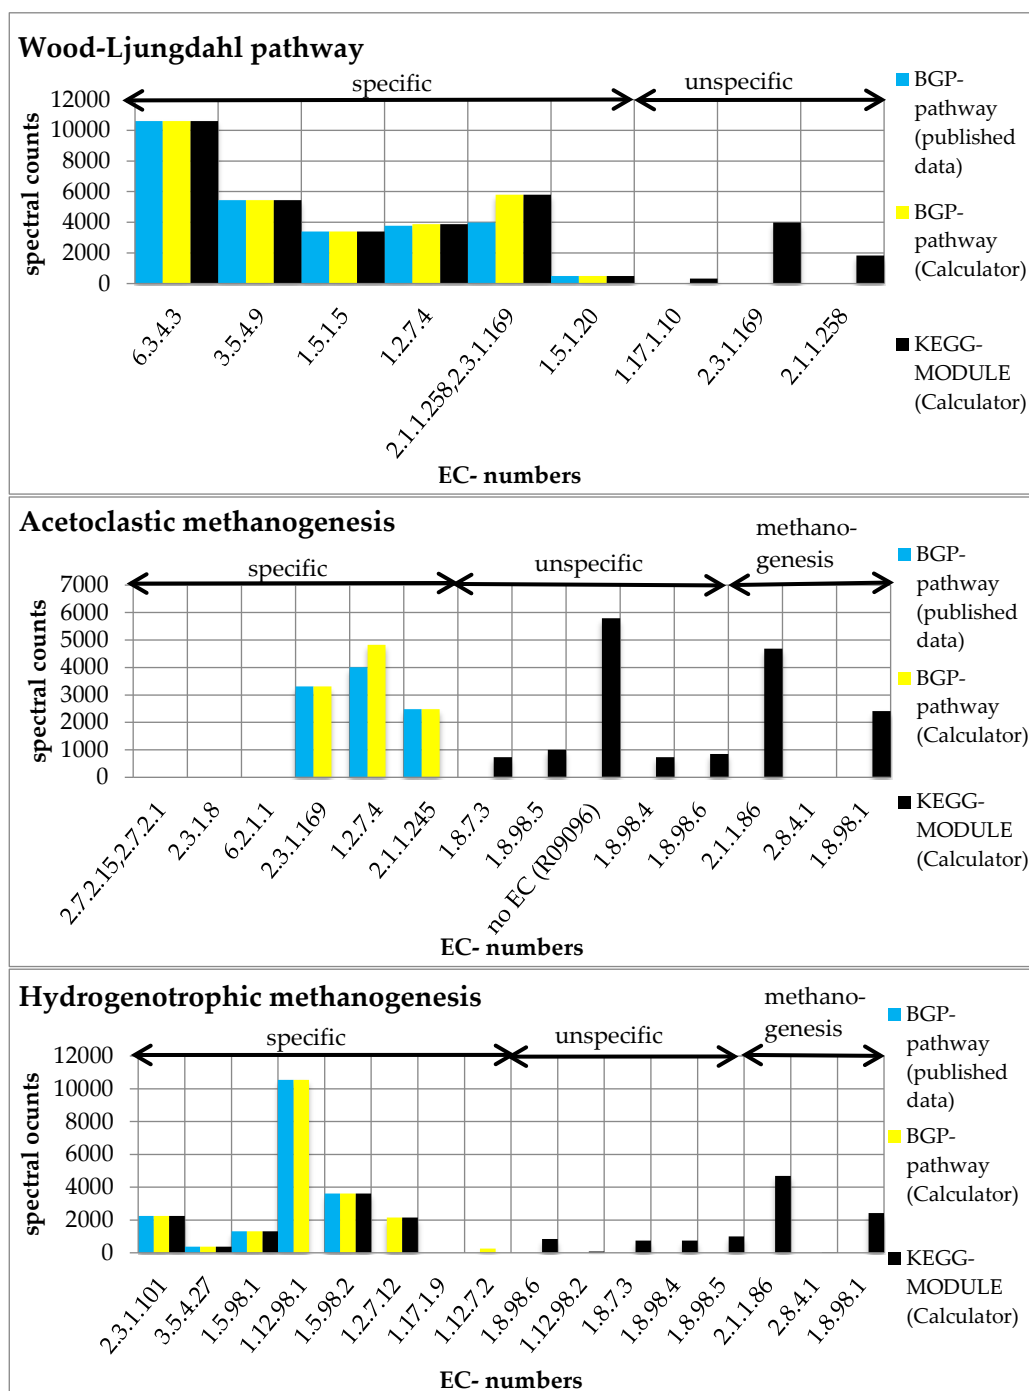 Wood-Ljungdahl pathway
specific
unspecific
12000
10000
8000
6000
4000
2000
0
spectral counts
6.3.4.3
3.5.4.9
1.5.1.5
1.2.7.4
2.1.1.258,2.3.1.169
1.5.1.20
1.17.1.10
2.3.1.169
2.1.1.258
EC- numbers
BGP-
pathway
(published
data)
BGP-
pathway
(Calculator)
KEGG-
MODULE
(Calculator)
Acetoclastic methanogenesis
specific
unspecific
methano-
genesis
7000
6000
5000
4000
3000
2000
1000
0
spectral counts
2.7.2.15,2.7.2.1
2.3.1.8
6.2.1.1
2.3.1.169
1.2.7.4
2.1.1.245
1.8.7.3
1.8.98.5
no EC (R09096)
1.8.98.4
1.8.98.6
2.1.1.86
2.8.4.1
1.8.98.1
EC- numbers
BGP-
pathway
(published
data)
BGP-
pathway
(Calculator)
KEGG-
MODULE
(Calculator)
Hydrogenotrophic methanogenesis
specific
unspecific
methano-
genesis
12000
10000
8000
6000
4000
2000
0
spectral ocunts
2.3.1.101
3.5.4.27
1.5.98.1
1.12.98.1
1.5.98.2
1.2.7.12
1.17.1.9
1.12.7.2
1.8.98.6
1.12.98.2
1.8.7.3
1.8.98.4
1.8.98.5
2.1.1.86
2.8.4.1
1.8.98.1
EC- numbers
BGP-
pathway
(published
data)
BGP-
pathway
(Calculator)
KEGG-
MODULE
(Calculator)